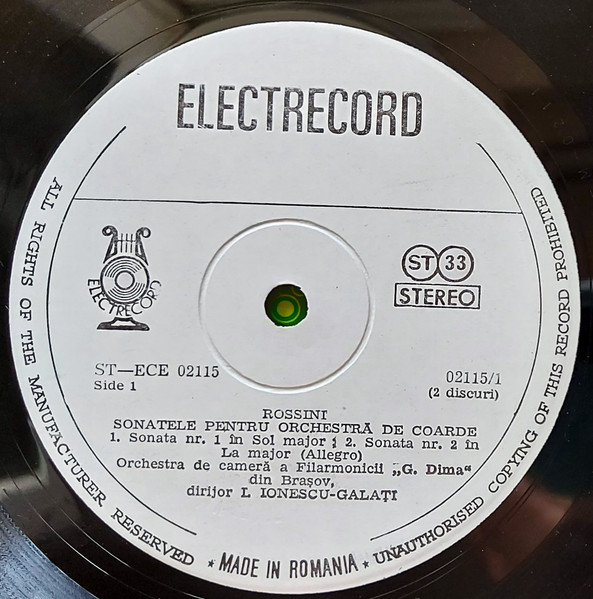 ELECTRECORD
ELECTRECORD
ST 33
STEREO
ST—ECE 02115
Side 1
02115/1
(2 discuri)
ROSSINI
SONATELE PENTRU ORCHESTRĂ DE COARDE
1. Sonata nr. 1 în Sol major ; 2. Sonata nr. 2 în
La major (Allegro)
Orchestra de cameră a Filarmonicii „G. Dima“
din Brașov,
dirijor I. IONESCU-GALAȚI
ALL RIGHTS OF THE MANUFACTURER RESERVED * MADE IN ROMANIA * UNAUTHORISED COPYING OF THIS RECORD PROHIBITED